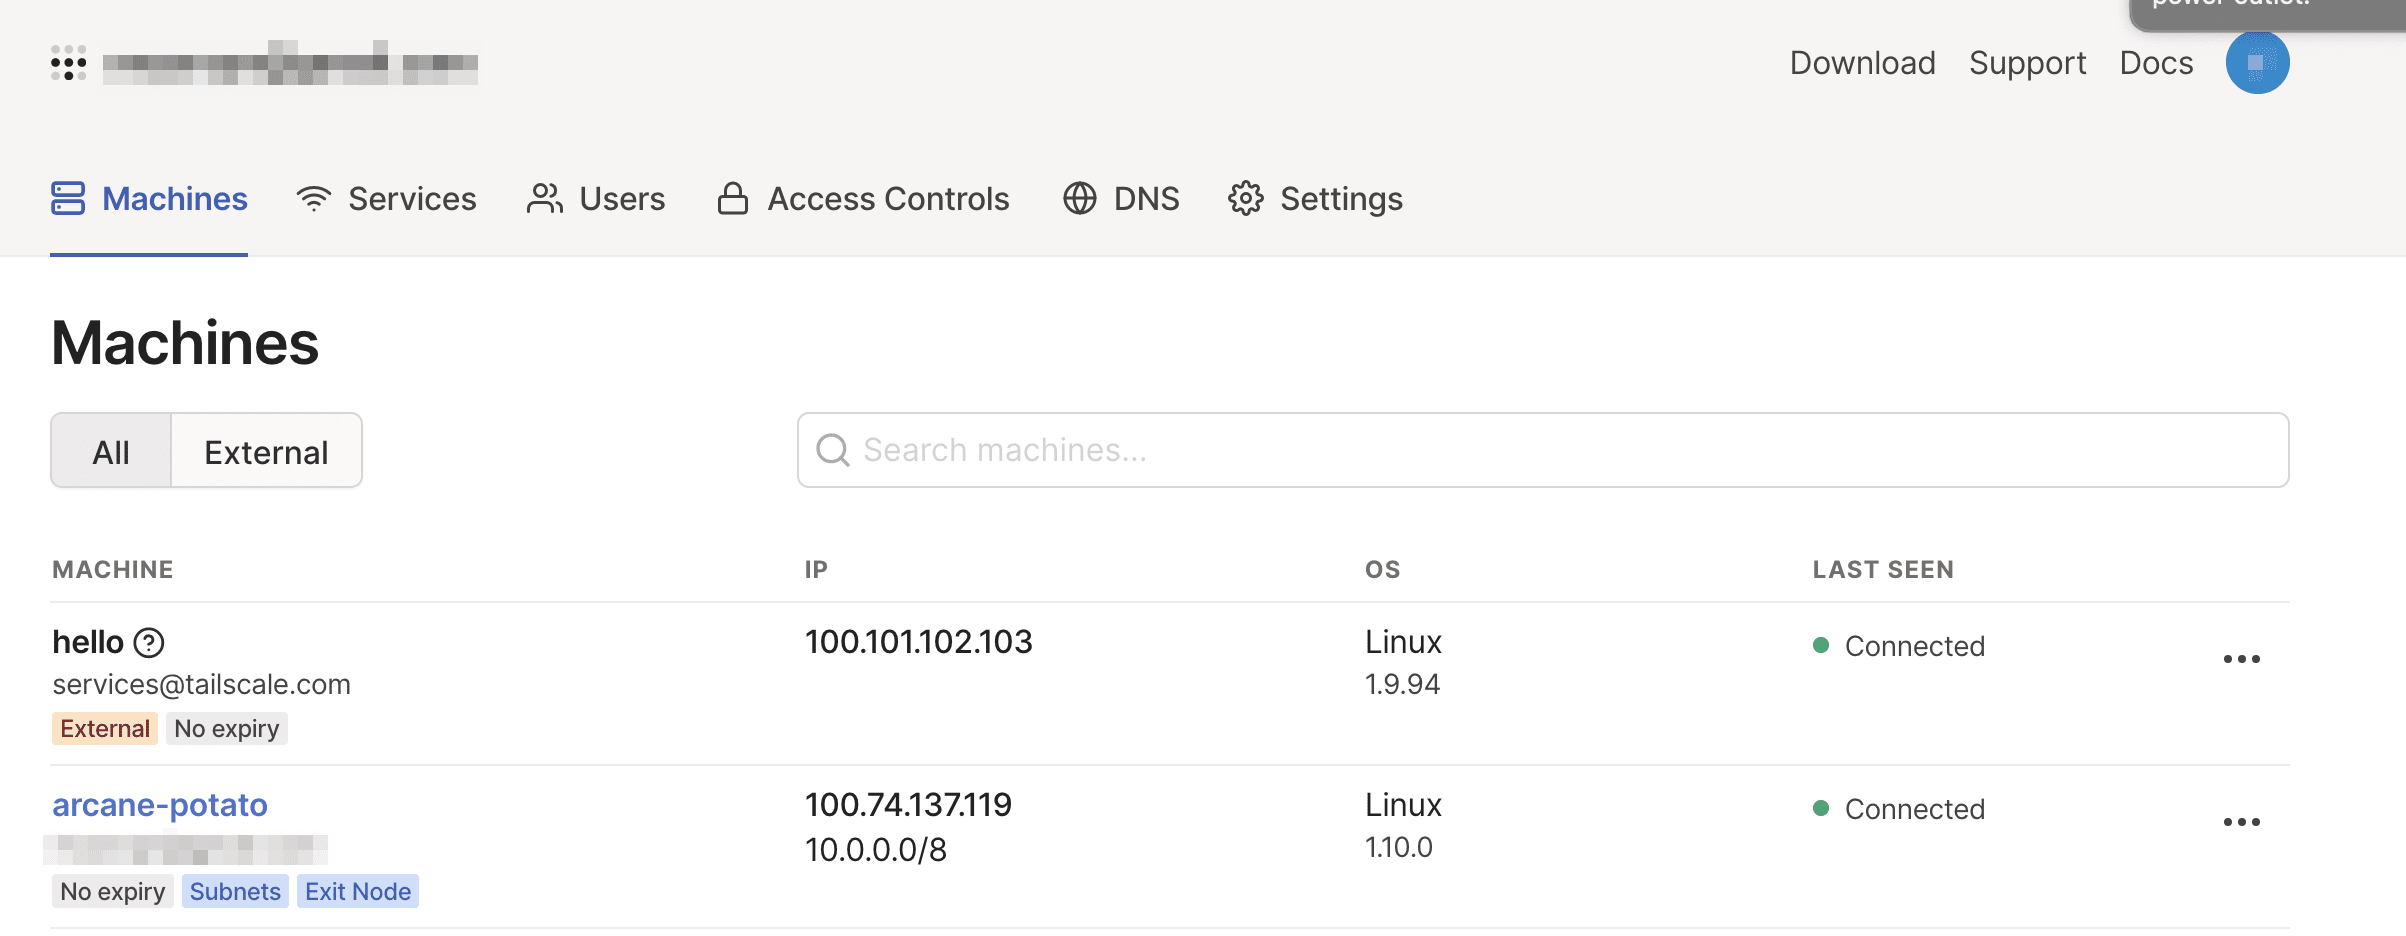 power outlet.
Download Support Docs
Machines Services Users Access Controls DNS Settings
Machines
All External Search machines...
MACHINE IP OS LAST SEEN
hello 100.101.102.103 Linux Connected
services@tailscale.com 1.9.94
External No expiry
arcane-potato 100.74.137.119 Linux Connected
10.0.0.0/8 1.10.0
No expiry Subnets Exit Node